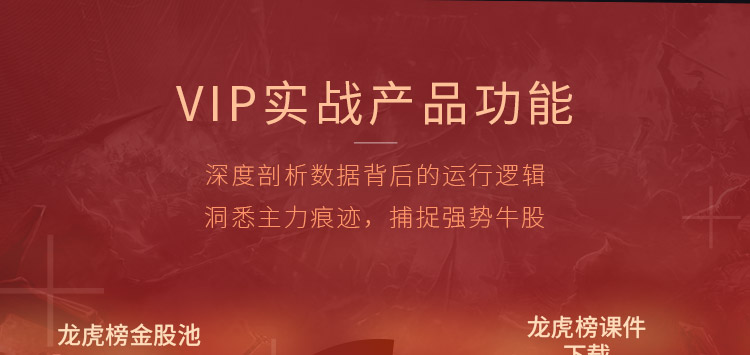 VIP实战产品功能
深度剖析数据背后的运行逻辑
洞悉主力痕迹，捕捉强势牛股
龙虎榜金股池
龙虎榜课件
下载